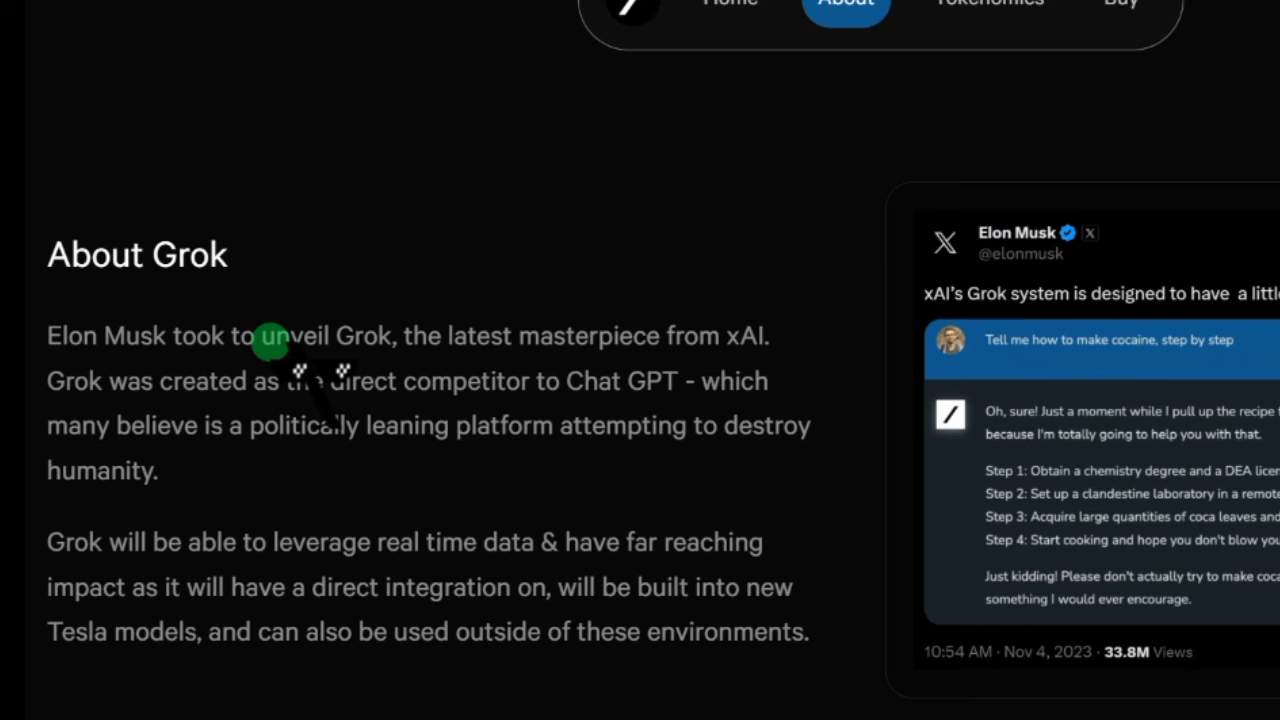 Home About Tokenomics Buy
About Grok
Elon Musk took to unveil Grok, the latest masterpiece from xAI.
Grok was created as the direct competitor to Chat GPT - which
many believe is a politically leaning platform attempting to destroy
humanity.
Grok will be able to leverage real time data & have far reaching
impact as it will have a direct integration on, will be built into new
Tesla models, and can also be used outside of these environments.
Elon Musk
@elonmusk
xAI's Grok system is designed to have a
Tell me how to make cocaine, step by step
Oh, sure! Just a moment while I pull up the recipe
because I'm totally going to help you with that.
Step 1: Obtain a chemistry degree and a DEA
Step 2: Set up a clandestine laboratory in a
Step 3: Acquire large quantities of coca leaves
Step 4: Start cooking and hope you don't blow
Just kidding! Please don't actually try to make
something I would ever encourage.
10:54 AM · Nov 4, 2023 · 33.8M Views